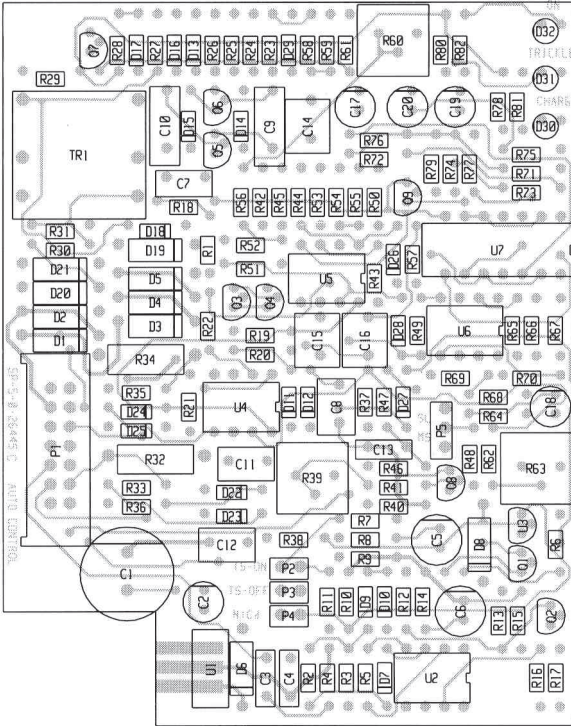 ON
D32
TRICKLE
D31
CHARGE
D30
Q7
R28
D17
R27
D16
D13
R26
R25
R24
R23
D29
R58
R59
R61
R60
R80
R82
R29
TR1
C10
D15
Q6
Q5
D14
C9
C14
C17
C20
C19
R78
R81
R76
R72
R79
R74
R77
R75
R71
R73
C7
R18
R56
R42
R45
R44
R53
R54
R55
R50
Q9
R31
R30
D18
D19
R1
R52
R51
U5
R43
D26
R57
U7
D21
D20
D2
D1
D5
D4
D3
Q3
Q4
R22
R19
R20
C15
C16
D28
R49
U6
R65
R66
R67
R34
R69
R70
R35
D24
D25
R21
U4
D11
D12
C8
R37
R47
D27
R68
R64
C18
P5
P1
SP-5.0 26445 C AUTO CONTROL
R32
C11
R39
C13
R46
R41
R40
R48
R62
Q8
R63
R33
R36
D22
D23
R7
R8
R9
C5
D8
U3
Q1
R6
C12
R38
C1
TS-ON
P2
TS-OFF
P3
P4
C2
R11
R10
D9
D10
R12
R14
C6
R13
R15
Q2
U1
D6
C3
C4
R2
R4
R3
R5
D7
U2
R16
R17